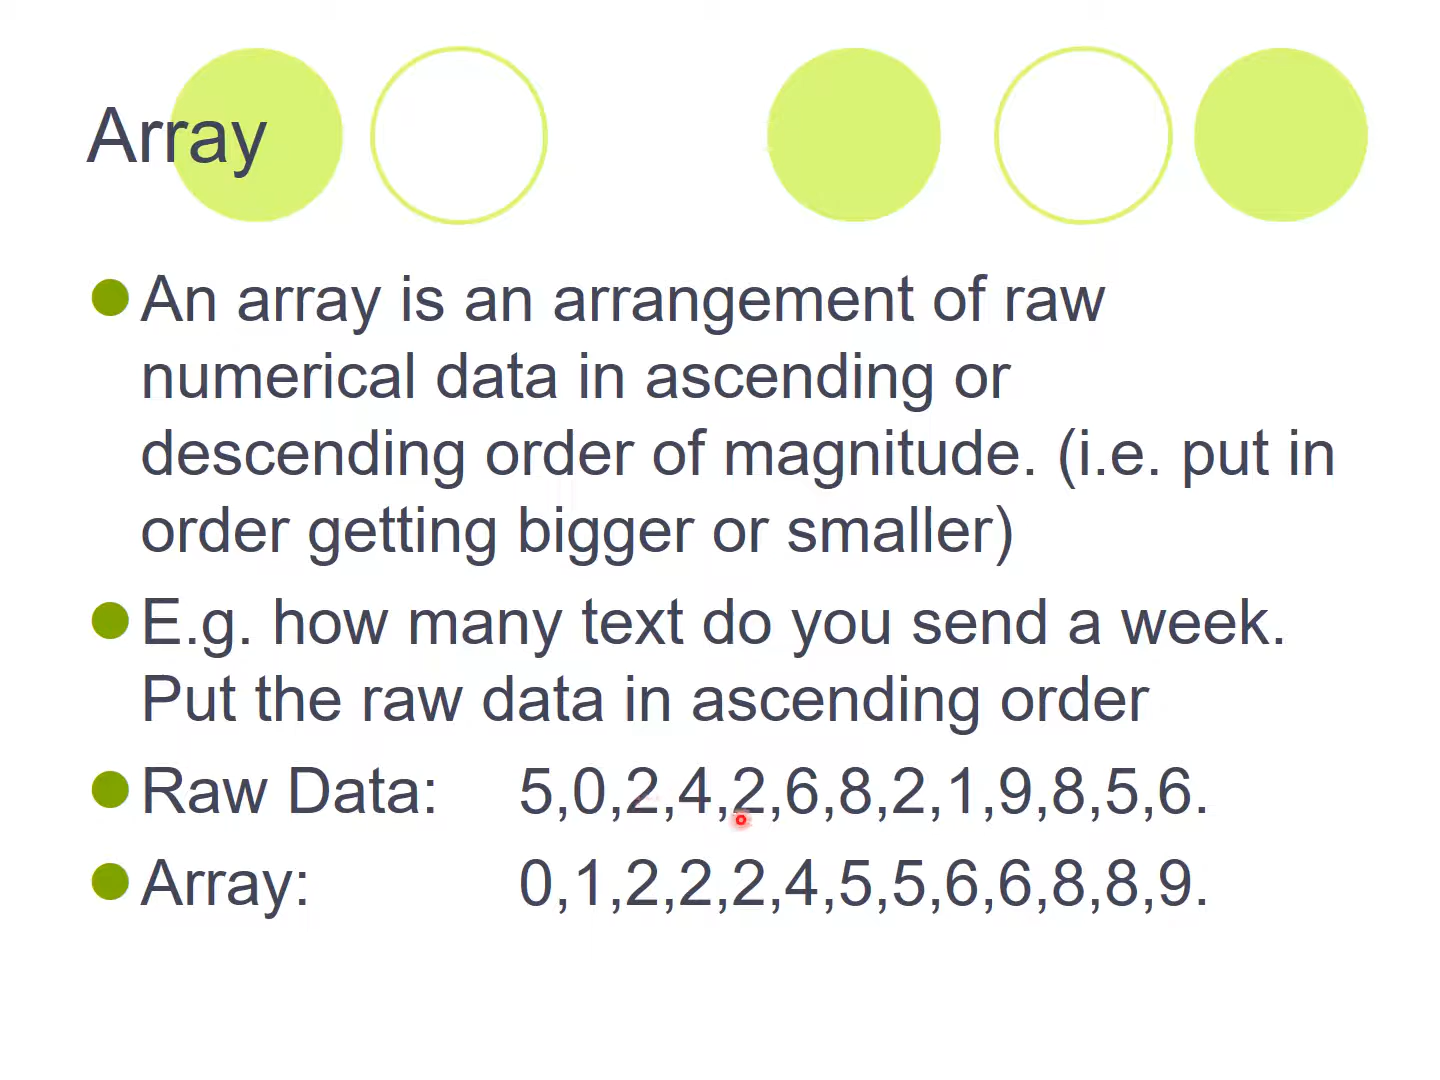 Array
An array is an arrangement of raw
numerical data in ascending or
descending order of magnitude. (i.e. put in
order getting bigger or smaller)
E.g. how many text do you send a week.
Put the raw data in ascending order
Raw Data: 5,0,2,4,2,6,8,2,1,9,8,5,6.
Array: 0,1,2,2,2,4,5,5,6,6,8,8,9.